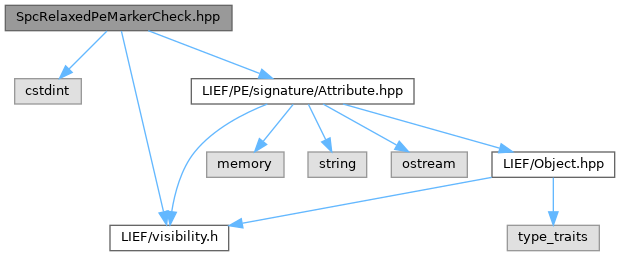 SpcRelaxedPeMarkerCheck.hpp
cstdint
LIEF/PE/signature/Attribute.hpp
memory
string
ostream
LIEF/Object.hpp
LIEF/visibility.h
type_traits